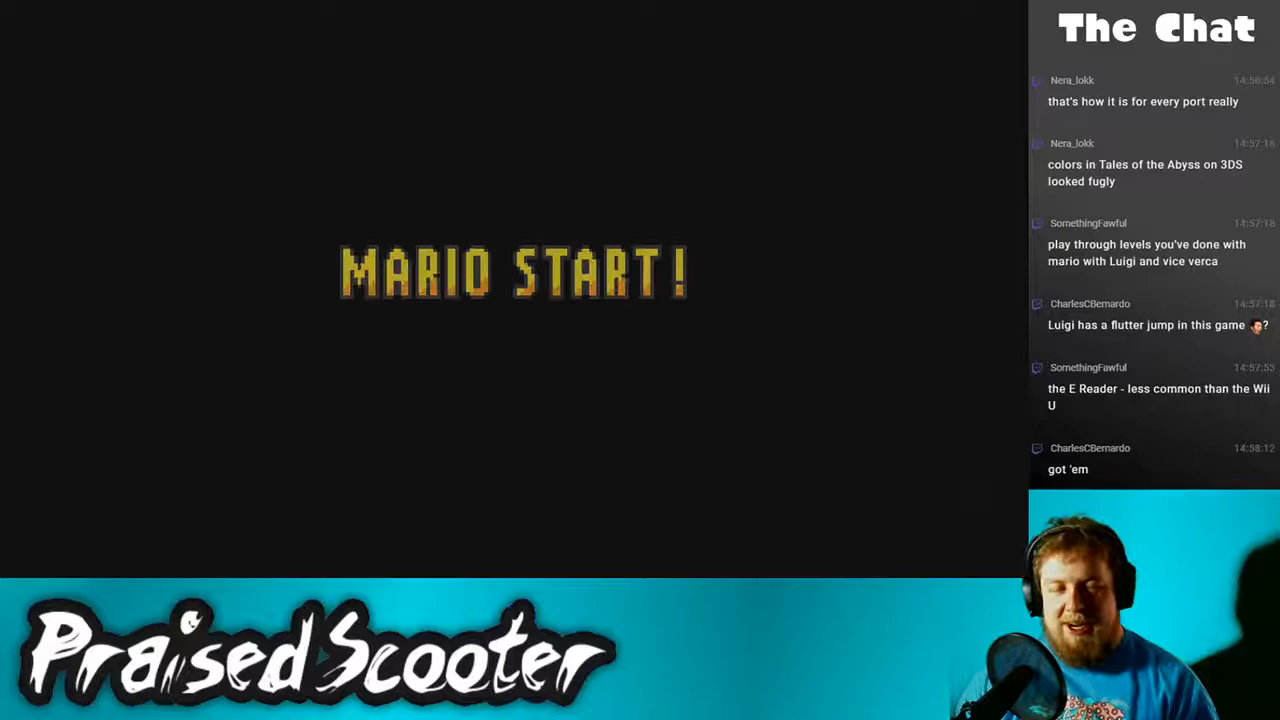 MARIO START!
The Chat
Nera_lokk 14:56:54
that's how it is for every port really
Nera_lokk 14:57:18
colors in Tales of the Abyss on 3DS
looked fugly
SomethingFawful 14:57:18
play through levels you've done with
mario with Luigi and vice verca
CharlesCBernardo 14:57:18
Luigi has a flutter jump in this game ?
SomethingFawful 14:57:53
the E Reader - less common than the Wii
U
CharlesCBernardo 14:58:12
got 'em
PraisedScooter